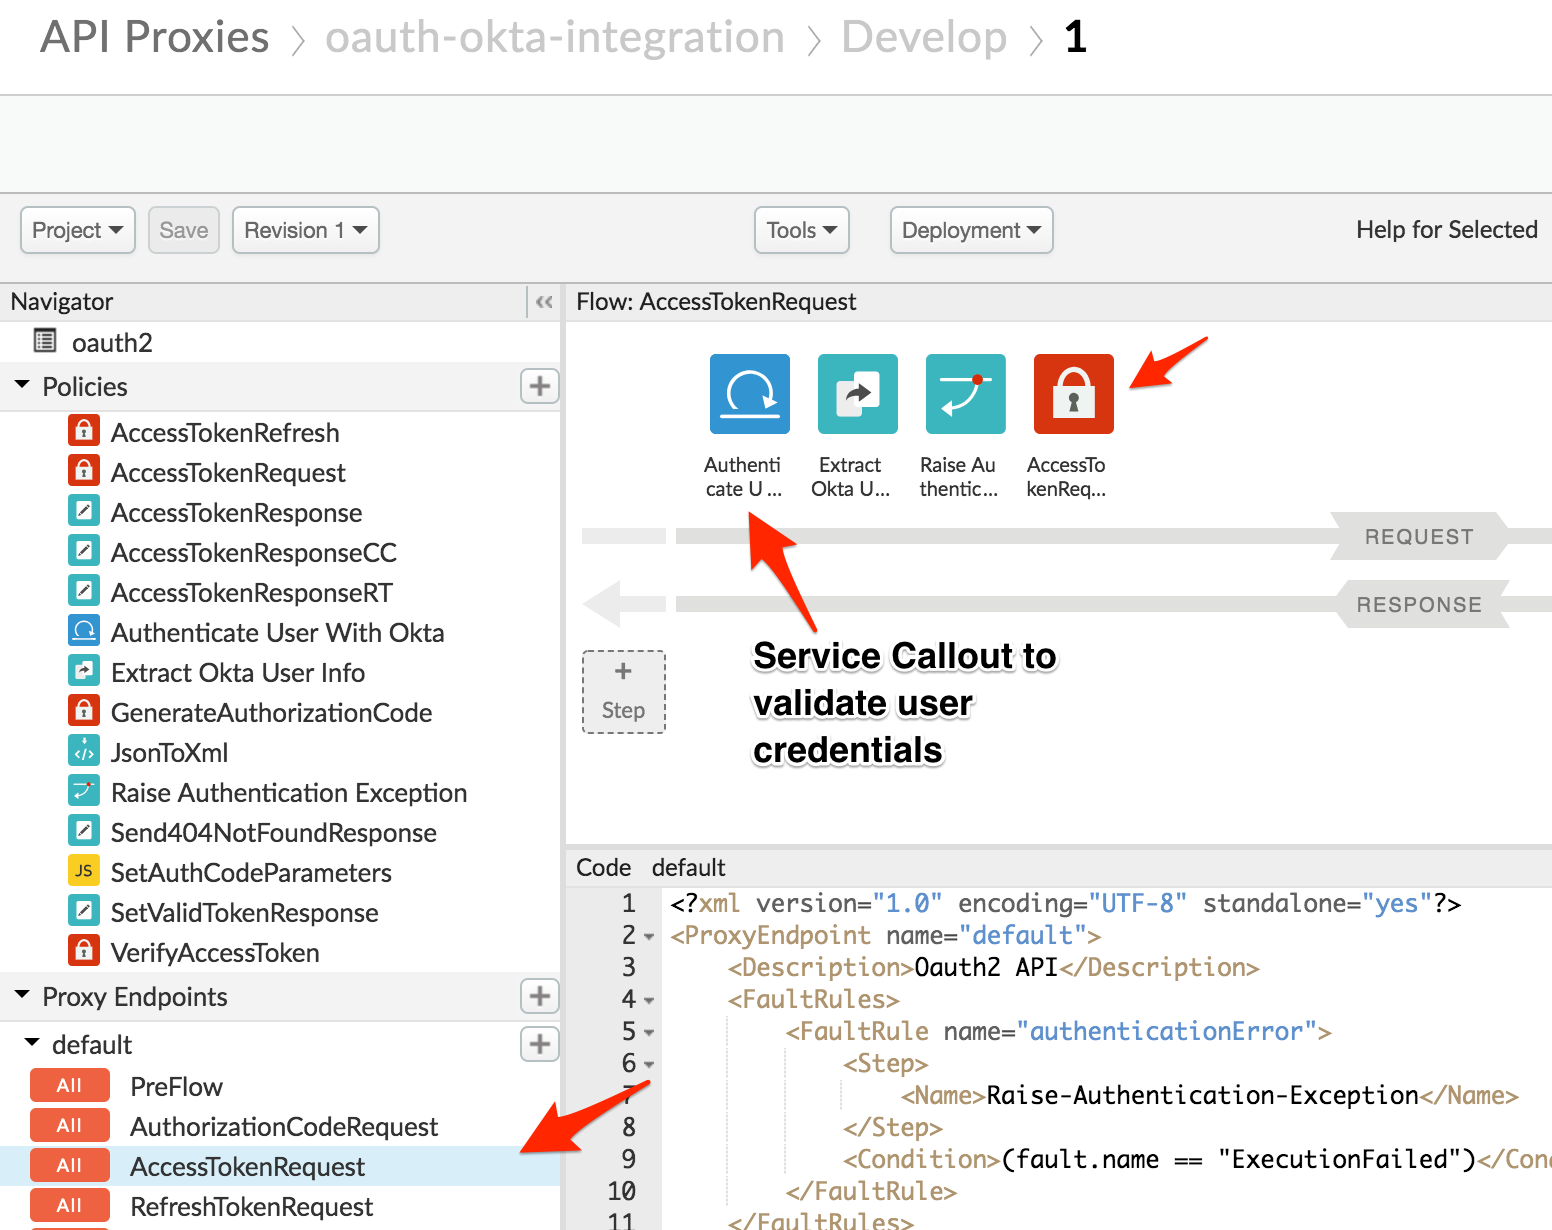 API Proxies > oauth-okta-integration > Develop > 1
Project Save Revision 1 Tools Deployment Help for Selected
Navigator «
oauth2
Policies +
AccessTokenRefresh
AccessTokenRequest
AccessTokenResponse
AccessTokenResponseCC
AccessTokenResponseRT
Authenticate User With Okta
Extract Okta User Info
GenerateAuthorizationCode
JsonToXml
Raise Authentication Exception
Send404NotFoundResponse
JS SetAuthCodeParameters
SetValidTokenResponse
VerifyAccessToken
Proxy Endpoints +
default +
All PreFlow
All AuthorizationCodeRequest
All AccessTokenRequest
All RefreshTokenRequest
Flow: AccessTokenRequest
Authenti
cate U ...
Extract
Okta U...
Raise Au
thentic...
AccessTo
kenReq...
REQUEST
RESPONSE
+
Step
Service Callout to
validate user
credentials
Code default
1 <?xml version="1.0" encoding="UTF-8" standalone="yes"?>
2 <ProxyEndpoint name="default">
3 <Description>Oauth2 API</Description>
4 <FaultRules>
5 <FaultRule name="authenticationError">
6 <Step>
7 <Name>Raise-Authentication-Exception</Name>
8 </Step>
9 <Condition>(fault.name == "ExecutionFailed")</Con
10 </FaultRule>
11 </FaultRules>